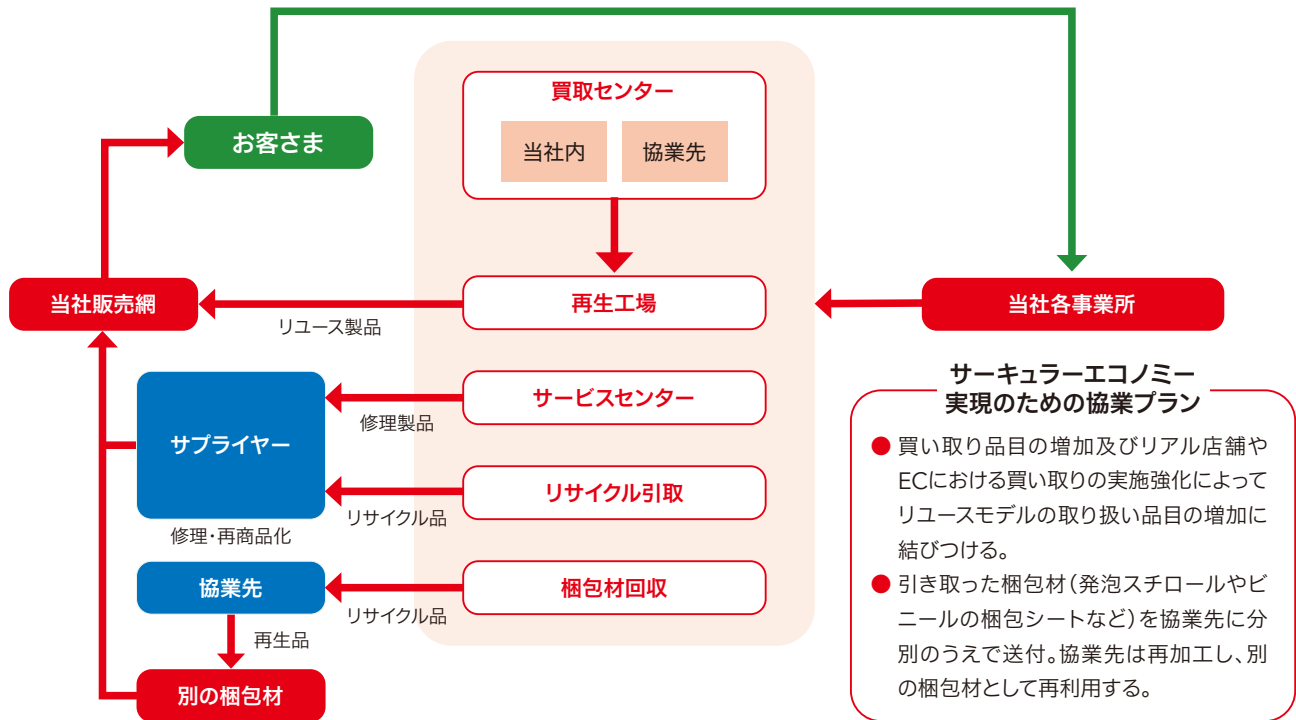 買取センター
当社内
協業先
お客さま
当社販売網
リユース製品
再生工場
当社各事業所
サービスセンター
修理製品
サプライヤー
リサイクル引取
リサイクル品
修理・再商品化
協業先
梱包材回収
リサイクル品
再生品
別の梱包材
サーキュラーエコノミー
実現のための協業プラン
● 買い取り品目の増加及びリアル店舗や
ECにおける買い取りの実施強化によって
リユースモデルの取り扱い品目の増加に
結びつける。
● 引き取った梱包材（発泡スチロールやビ
ニールの梱包シートなど）を協業先に分
別のうえで送付。協業先は再加工し、別
の梱包材として再利用する。